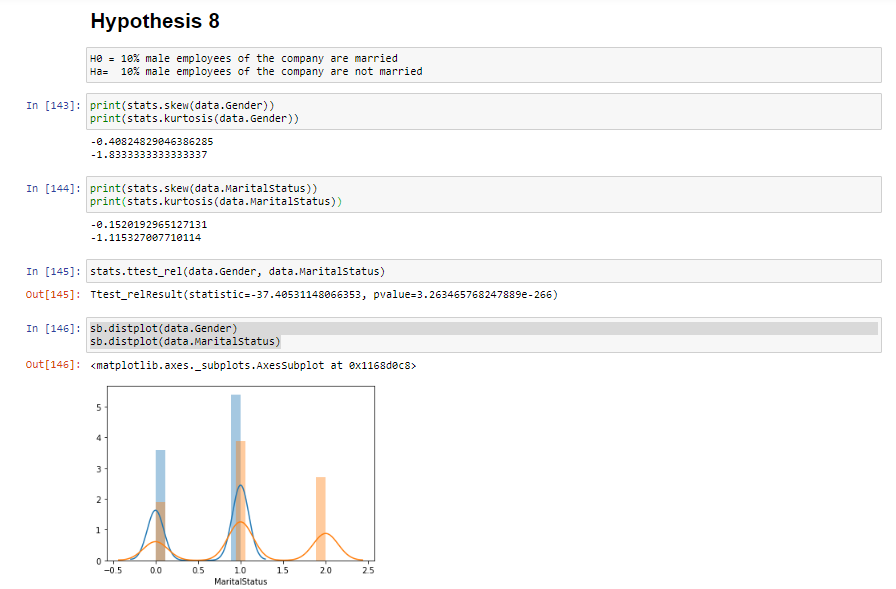 Hypothesis 8
H0 = 10% male employees of the company are married
Ha=  10% male employees of the company are not married
In [143]: print(stats.skew(data.Gender))
print(stats.kurtosis(data.Gender))
-0.40824829046386285
-1.8333333333333337
In [144]: print(stats.skew(data.MaritalStatus))
print(stats.kurtosis(data.MaritalStatus))
-0.1520192965127131
-1.115327007710114
In [145]: stats.ttest_rel(data.Gender, data.MaritalStatus)
Out[145]: Ttest_relResult(statistic=-37.40531148066353, pvalue=3.263465768247889e-266)
In [146]: sb.distplot(data.Gender)
sb.distplot(data.MaritalStatus)
Out[146]: <matplotlib.axes._subplots.AxesSubplot at 0x1168d0c8>
5
4
3
2
1
0
−0.5 0.0 0.5 1.0 1.5 2.0 2.5
MaritalStatus